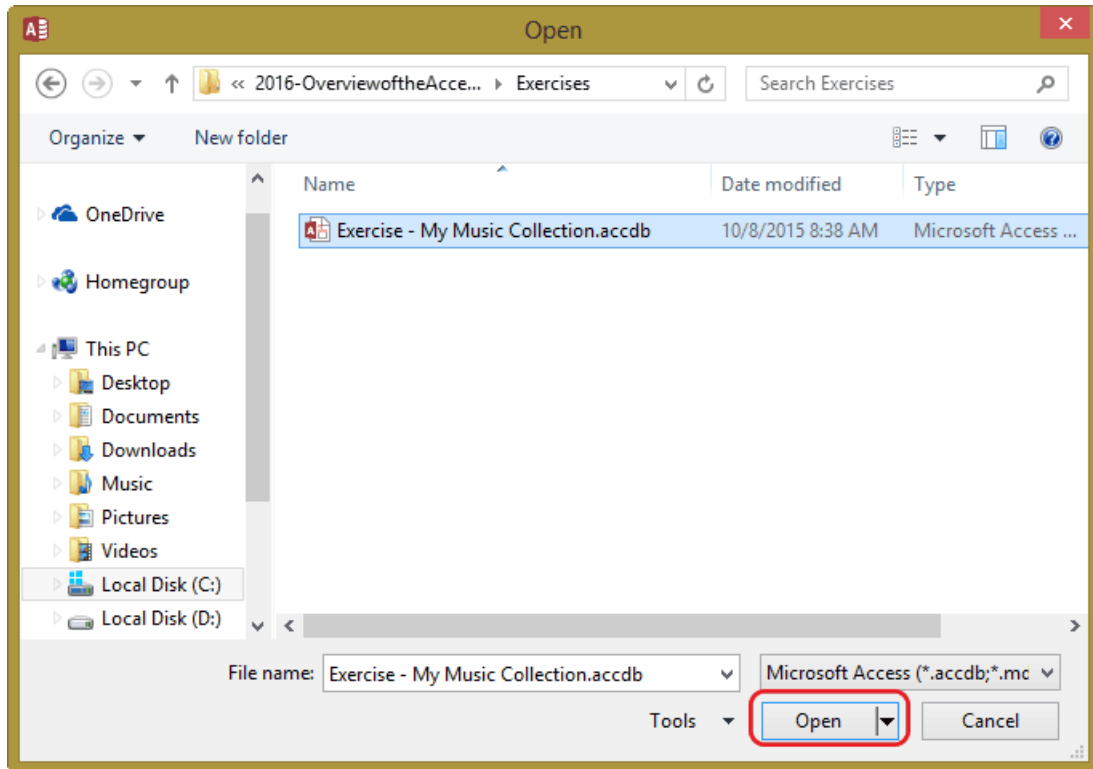 Open
« 2016-OverviewoftheAcce... Exercises
Search Exercises
Organize
New folder
Name
Date modified
Type
OneDrive
Exercise - My Music Collection.accdb
10/8/2015 8:38 AM
Microsoft Access ...
Homegroup
This PC
Desktop
Documents
Downloads
Music
Pictures
Videos
Local Disk (C:)
Local Disk (D:)
File name:
Exercise - My Music Collection.accdb
Microsoft Access (*.accdb;*.mc
Tools
Open
Cancel